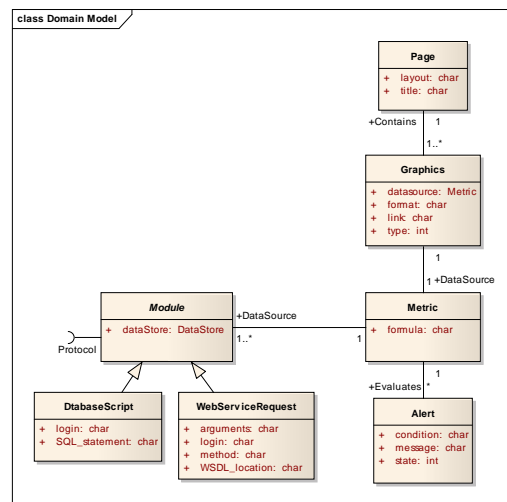 class Domain Model
Page
+ layout: char
+ title: char
+Contains 1
1..*
Graphics
+ datasource: Metric
+ format: char
+ link: char
+ type: int
1
1 +DataSource
Module
+ dataStore: DataStore
Protocol
+DataSource
1..*
1
Metric
+ formula: char
1
+Evaluates *
DtabaseScript
+ login: char
+ SQL_statement: char
WebServiceRequest
+ arguments: char
+ login: char
+ method: char
+ WSDL_location: char
Alert
+ condition: char
+ message: char
+ state: int